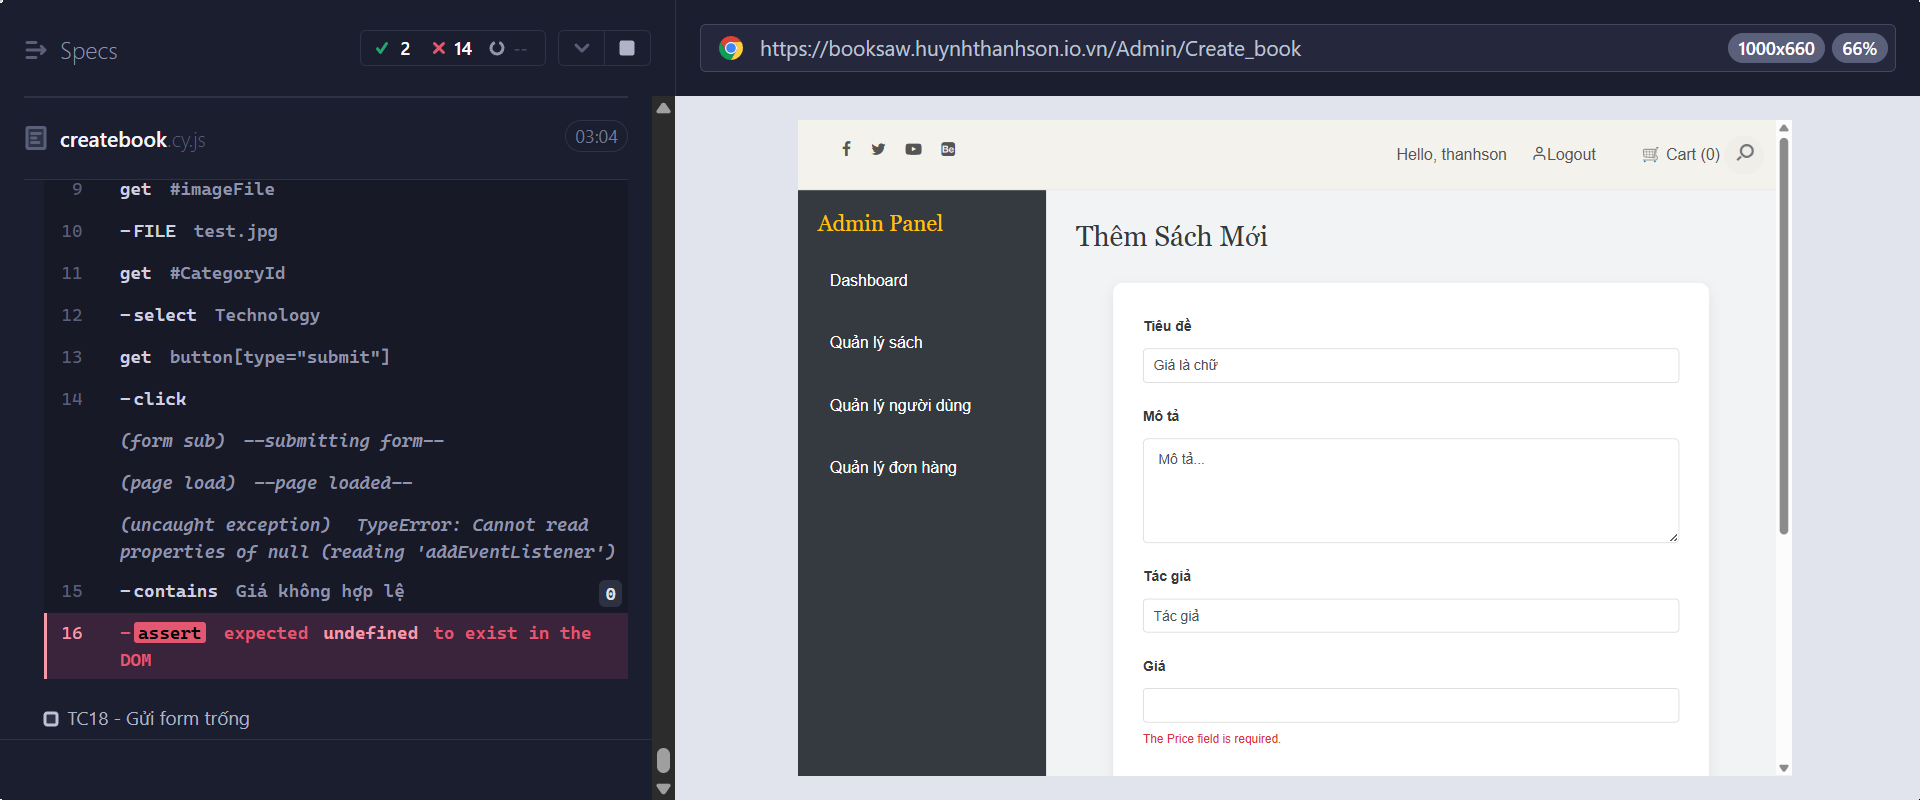 Specs
2
14
--
createbook.cy.js
03:04
9 get #imageFile
10 -FILE test.jpg
11 get #CategoryId
12 -select Technology
13 get button[type="submit"]
14 -click
(form sub) --submitting form--
(page load) --page loaded--
(uncaught exception) TypeError: Cannot read
properties of null (reading 'addEventListener')
15 -contains Giá không hợp lệ 0
16 -assert expected undefined to exist in the
DOM
TC18 - Gửi form trống
https://booksaw.huynhthanhson.io.vn/Admin/Create_book
1000x660
66%
Hello, thanhson
Logout
Cart (0)
Be
Admin Panel
Dashboard
Quản lý sách
Quản lý người dùng
Quản lý đơn hàng
Thêm Sách Mới
Tiêu đề
Giá là chữ
Mô tả
Mô tả...
Tác giả
Tác giả
Giá
The Price field is required.